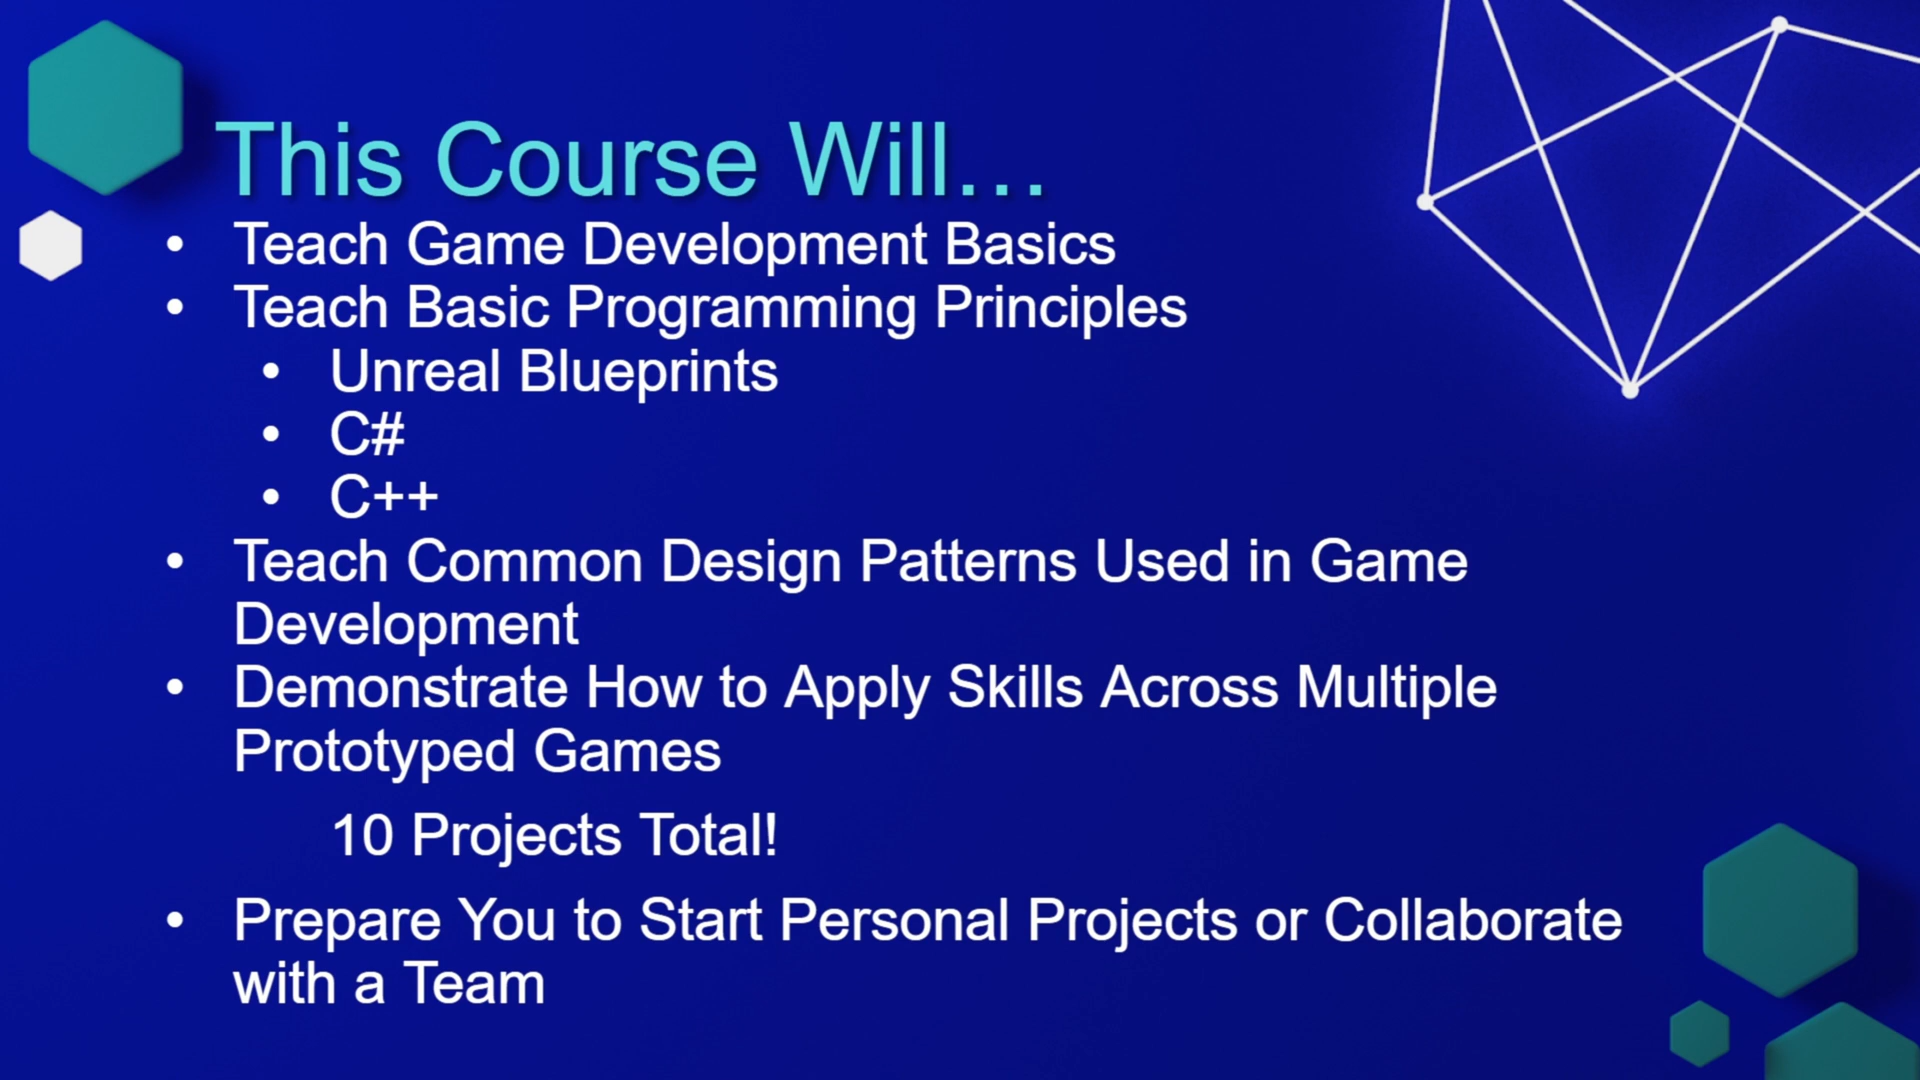 This Course Will…
• Teach Game Development Basics
• Teach Basic Programming Principles
• Unreal Blueprints
• C#
• C++
• Teach Common Design Patterns Used in Game
Development
• Demonstrate How to Apply Skills Across Multiple
Prototyped Games
10 Projects Total!
• Prepare You to Start Personal Projects or Collaborate
with a Team